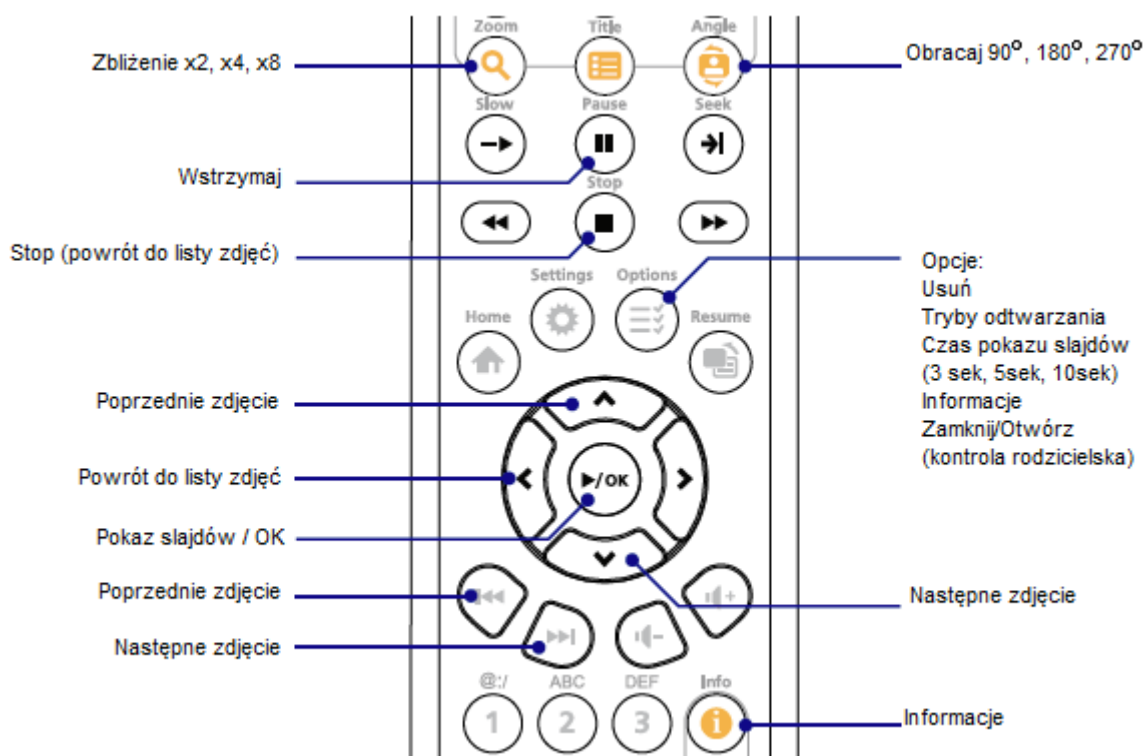 Zoom
Title
Angle
Zbliżenie x2, x4, x8
Obracaj 90°, 180°, 270°
Slow
Pause
Seek
Wstrzymaj
Stop
Stop (powrót do listy zdjęć)
Opcje:
Usuń
Tryby odtwarzania
Czas pokazu slajdów
(3 sek, 5sek, 10sek)
Informacje
Zamknij/Otwórz
(kontrola rodzicielska)
Settings
Options
Home
Resume
Poprzednie zdjęcie
Powrót do listy zdjęć
/OK
Pokaz slajdów / OK
Poprzednie zdjęcie
Następne zdjęcie
Następne zdjęcie
@:/
ABC
DEF
Info
1
2
3
i
Informacje